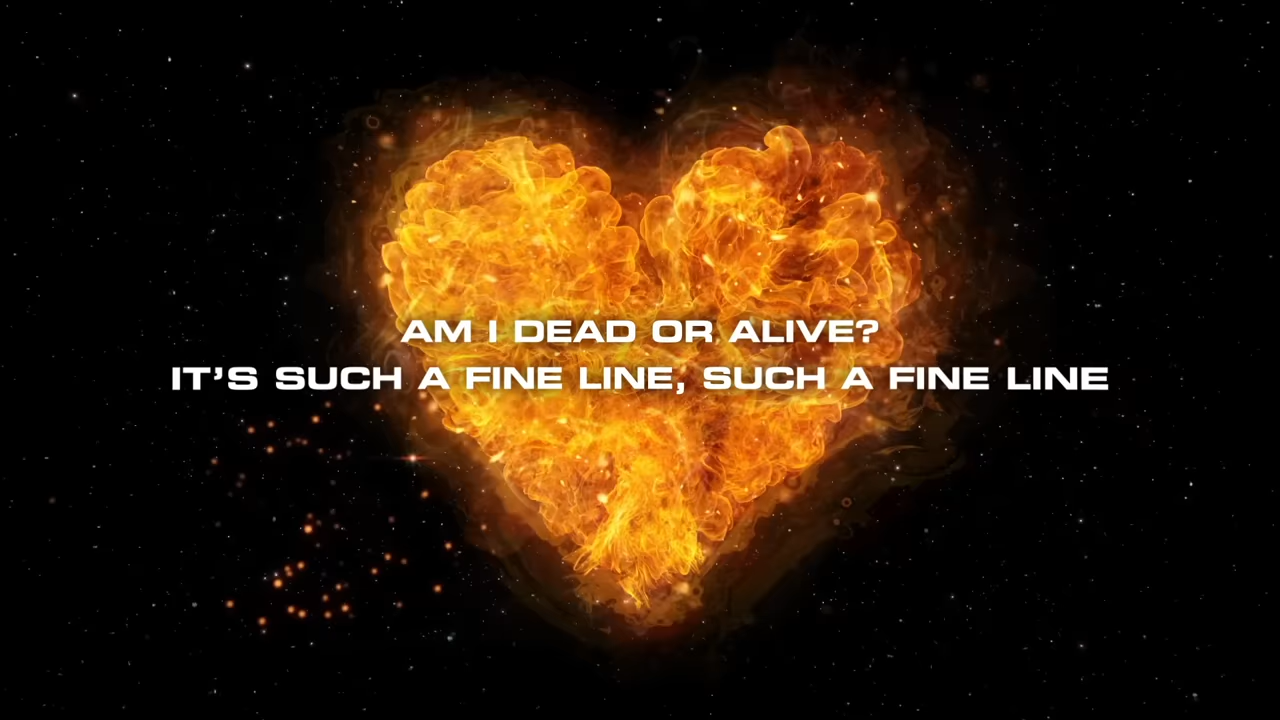 AM I DEAD OR ALIVE?
IT’S SUCH A FINE LINE, SUCH A FINE LINE